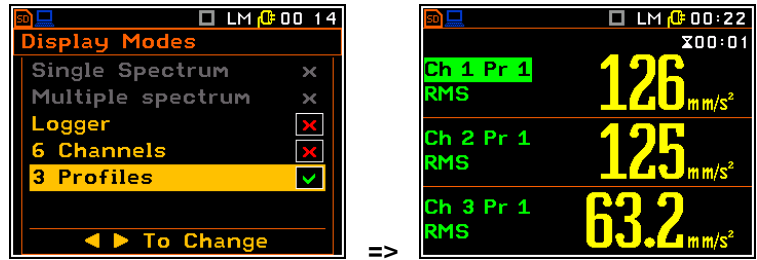 SD LM 00 14
Display Modes
Single Spectrum ×
Multiple spectrum ×
Logger ×
6 Channels ×
3 Profiles ✓
◄ ► To Change
=>
SD LM 00:22
00:01
Ch 1 Pr 1
RMS
126 mm/s²
Ch 2 Pr 1
RMS
125 mm/s²
Ch 3 Pr 1
RMS
63.2 mm/s²